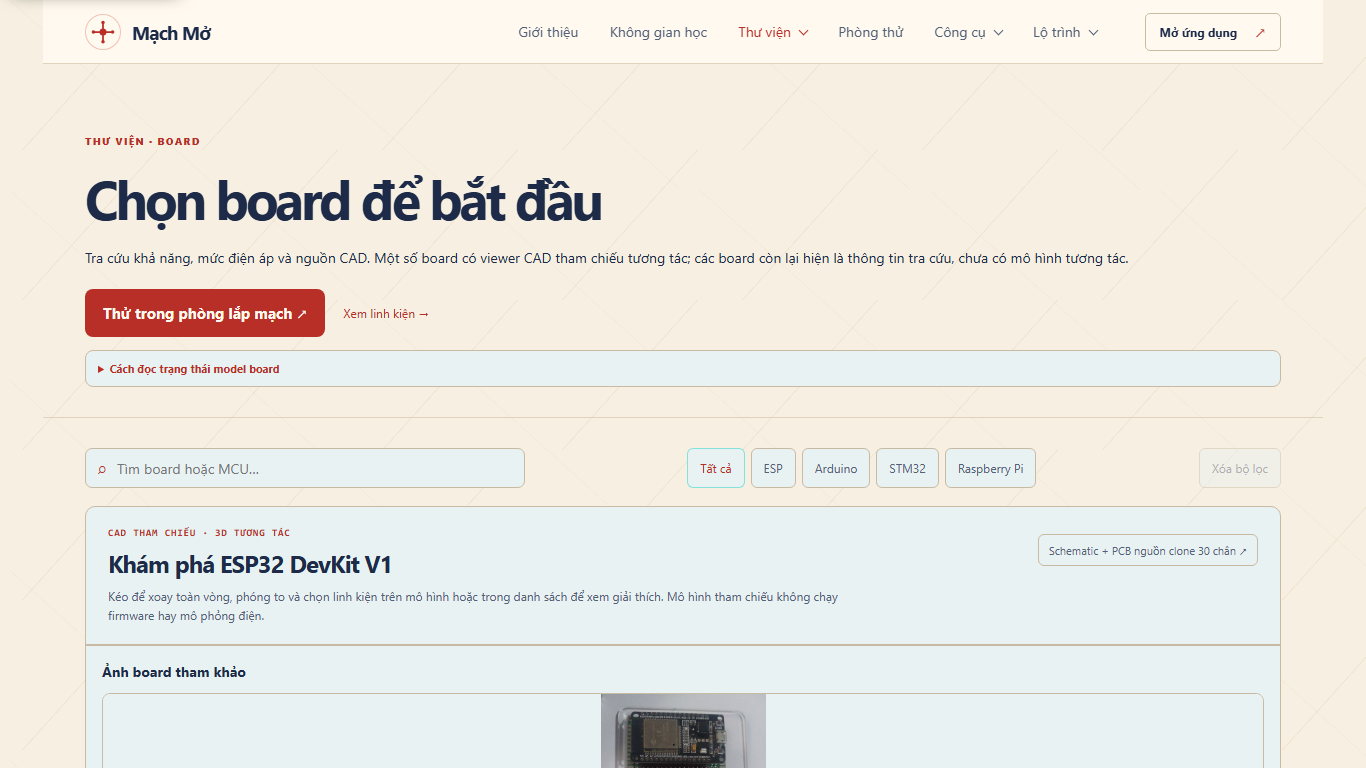 Mạch Mở
Giới thiệu
Không gian học
Thư viện
Phòng thử
Công cụ
Lộ trình
Mở ứng dụng ↗
THƯ VIỆN · BOARD
Chọn board để bắt đầu
Tra cứu khả năng, mức điện áp và nguồn CAD. Một số board có viewer CAD tham chiếu tương tác; các board còn lại hiện là thông tin tra cứu, chưa có mô hình tương tác.
Thử trong phòng lắp mạch ↗
Xem linh kiện →
▶ Cách đọc trạng thái model board
Tìm board hoặc MCU...
Tất cả
ESP
Arduino
STM32
Raspberry Pi
Xóa bộ lọc
CAD THAM CHIẾU · 3D TƯƠNG TÁC
Khám phá ESP32 DevKit V1
Schematic + PCB nguồn clone 30 chân ↗
Kéo để xoay toàn vòng, phóng to và chọn linh kiện trên mô hình hoặc trong danh sách để xem giải thích. Mô hình tham chiếu không chạy
firmware hay mô phỏng điện.
Ảnh board tham khảo